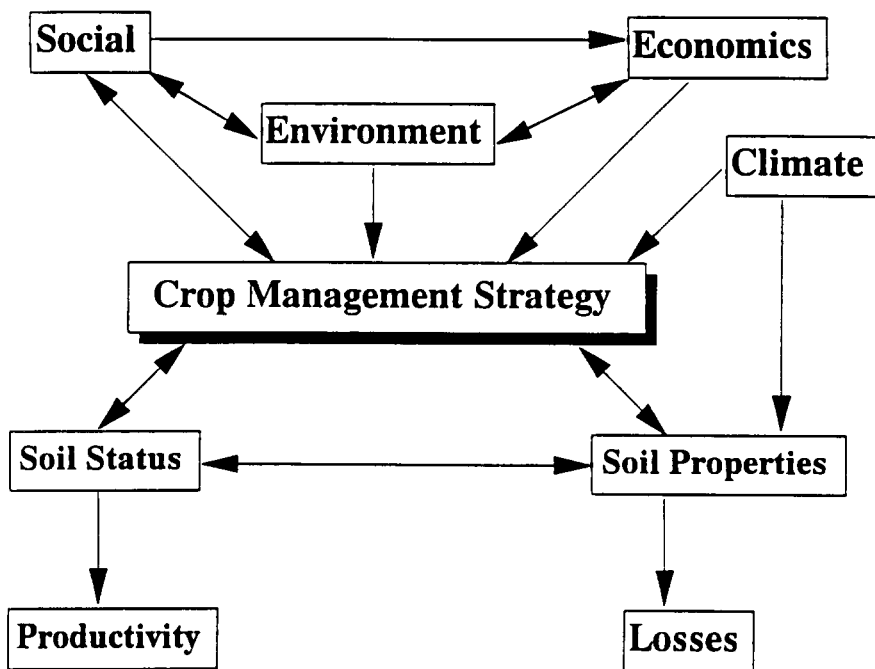 Social
Economics
Environment
Climate
Crop Management Strategy
Soil Status
Soil Properties
Productivity
Losses